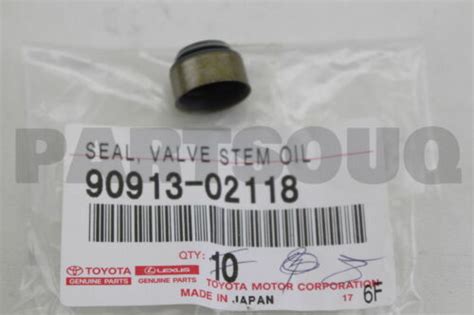 PARTSOUQ
SEAL, VALVE STEM OIL
90913-02118
QTY: 10
TOYOTA LEXUS
GENUINE PARTS GENUINE PARTS TOYOTA MOTOR CORPORATION
MADE IN JAPAN 17 6F